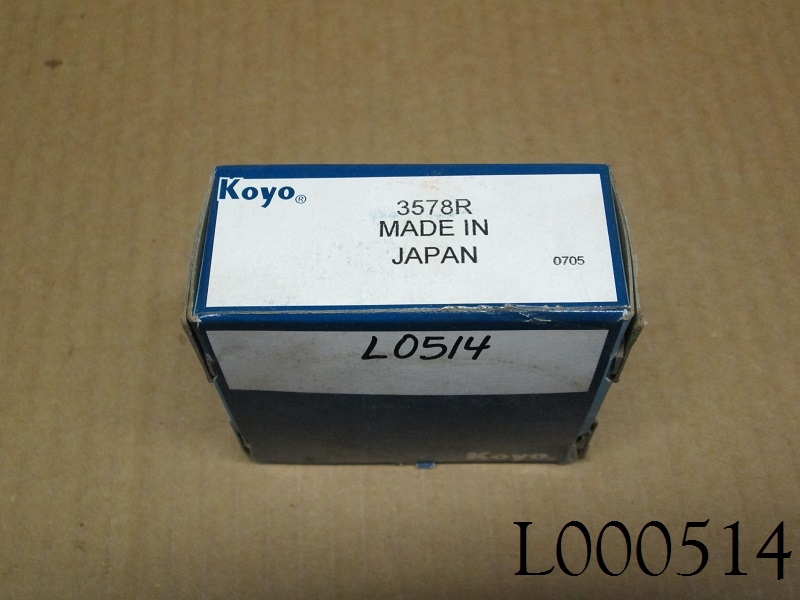 Koyo®
3578R
MADE IN
JAPAN
0705
L0514
Koyo
L000514